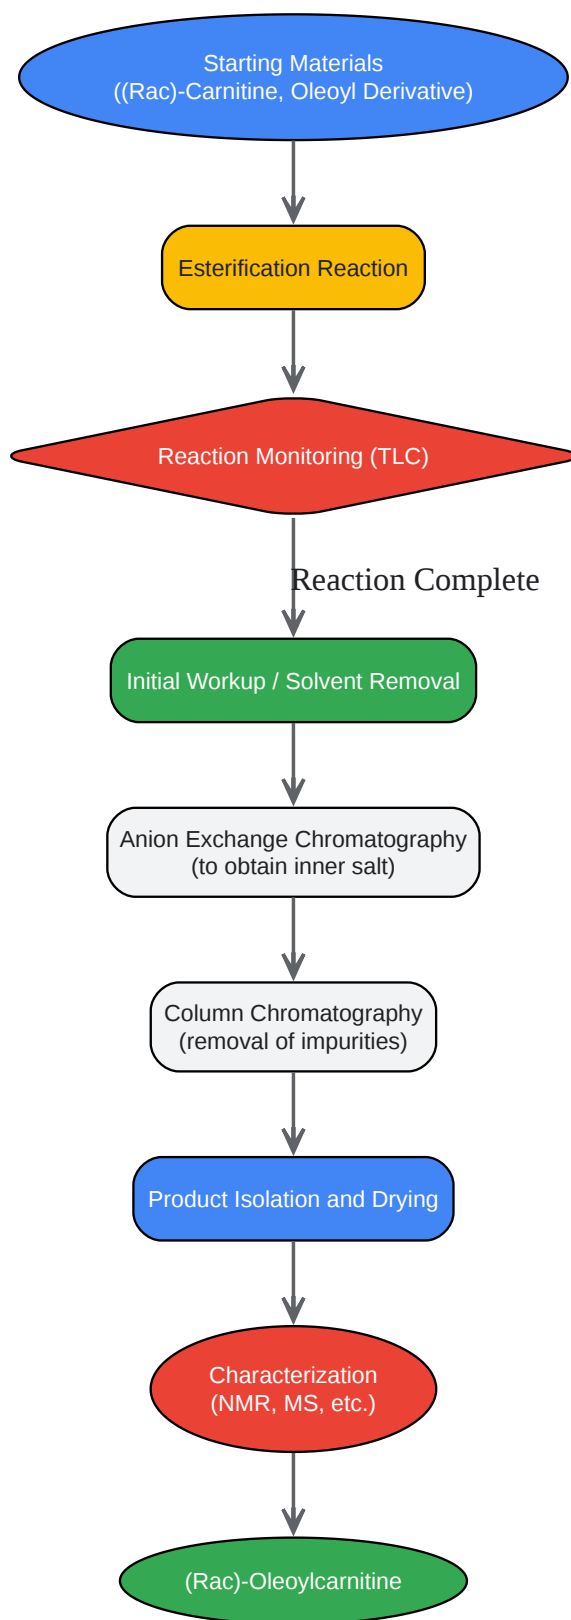 Starting Materials
((Rac)-Carnitine, Oleoyl Derivative)
Esterification Reaction
Reaction Monitoring (TLC)
Reaction Complete
Initial Workup / Solvent Removal
Anion Exchange Chromatography
(to obtain inner salt)
Column Chromatography
(removal of impurities)
Product Isolation and Drying
Characterization
(NMR, MS, etc.)
(Rac)-Oleoylcarnitine